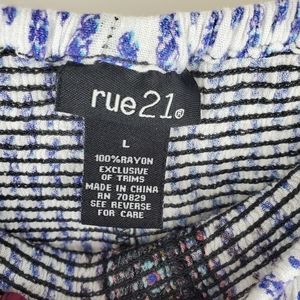 rue21®
L
100%RAYON
EXCLUSIVE
OF TRIMS
MADE IN CHINA
RN 70829
SEE REVERSE
FOR CARE